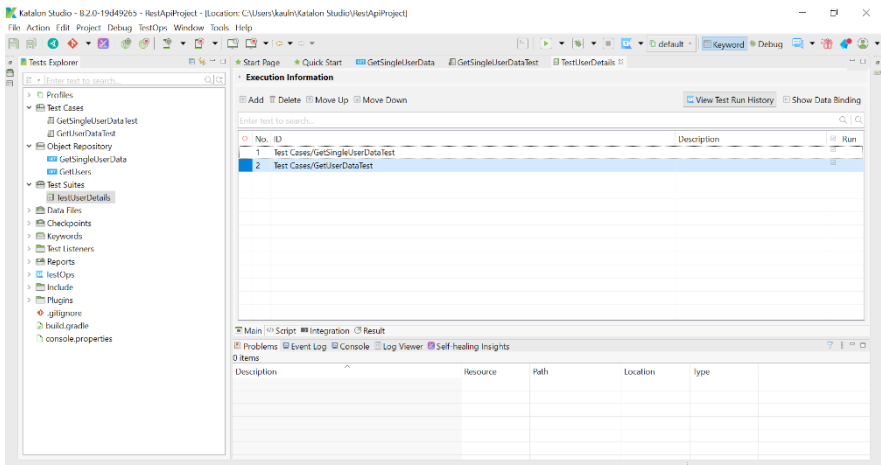 Katalon Studio - 8.2.0-19d49265 - RestApiProject - [Location: C:\Users\kauln\Katalon Studio\RestApiProject]
File Action Edit Project Debug TestOps Window Tools Help
default Keyword Debug
Tests Explorer
Enter text to search...
Profiles
Test Cases
GetSingleUserDataTest
GetUserDataTest
Object Repository
GetSingleUserData
GetUsers
Test Suites
TestUserDetails
Data Files
Checkpoints
Keywords
Test Listeners
Reports
TestOps
Include
Plugins
.gitignore
build.gradle
console.properties
Start Page Quick Start GetSingleUserData GetSingleUserDataTest TestUserDetails
Execution Information
Add Delete Move Up Move Down View Test Run History Show Data Binding
Enter text to search...
No. ID Description Run
1 Test Cases/GetSingleUserDataTest
2 Test Cases/GetUserDataTest
Main Script Integration Result
Problems Event Log Console Log Viewer Self-healing Insights
0 items
Description Resource Path Location Type